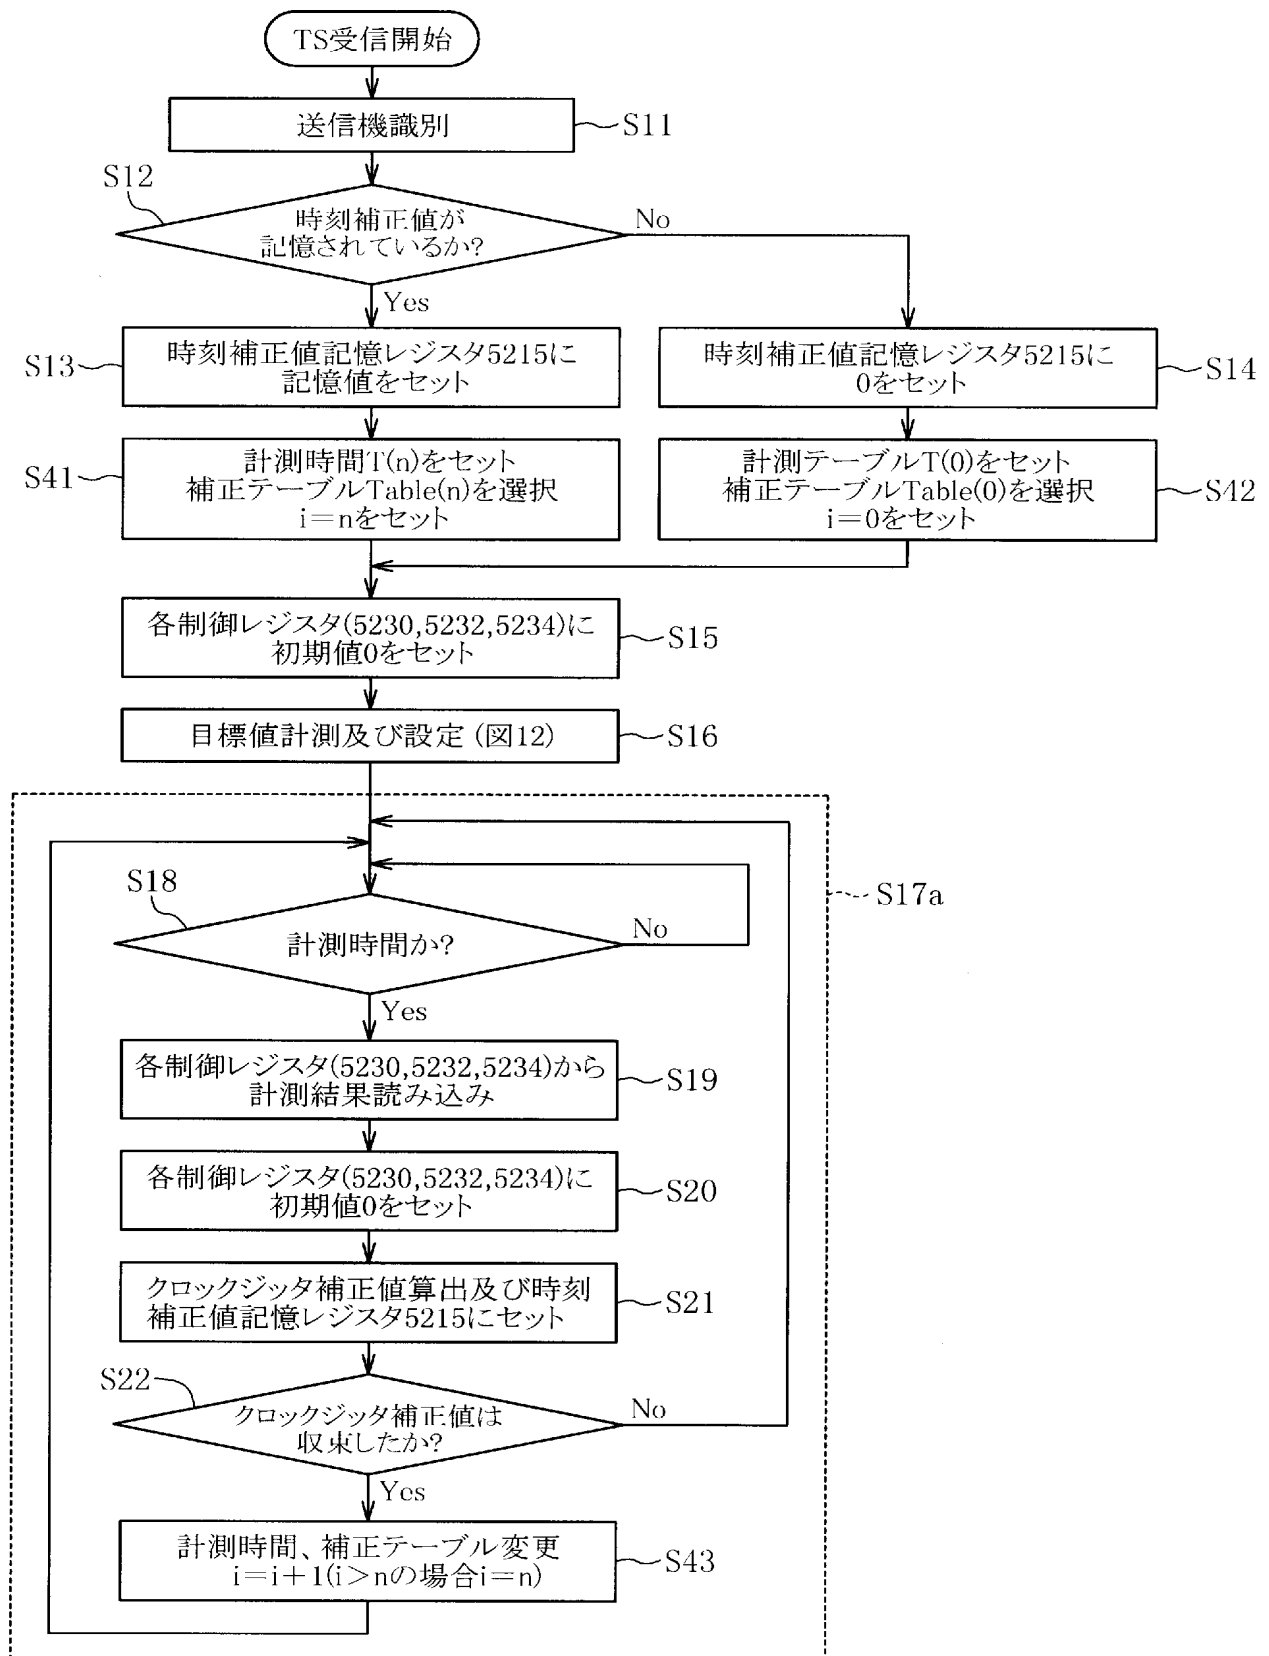 TS受信開始
送信機識別
S11
S12
時刻補正値が
記憶されているか?
No
Yes
S13
時刻補正値記憶レジスタ5215に
記憶値をセット
時刻補正値記憶レジスタ5215に
0をセット
S14
S41
計測時間T(n)をセット
補正テーブルTable(n)を選択
i=nをセット
計測テーブルT(0)をセット
補正テーブルTable(0)を選択
i=0をセット
S42
各制御レジスタ(5230,5232,5234)に
初期値0をセット
S15
目標値計測及び設定(図12)
S16
S17a
S18
計測時間か?
No
Yes
各制御レジスタ(5230,5232,5234)から
計測結果読み込み
S19
各制御レジスタ(5230,5232,5234)に
初期値0をセット
S20
クロックジッタ補正値算出及び時刻
補正値記憶レジスタ5215にセット
S21
S22
クロックジッタ補正値は
収束したか?
No
Yes
計測時間、補正テーブル変更
i=i+1(i>nの場合i=n)
S43